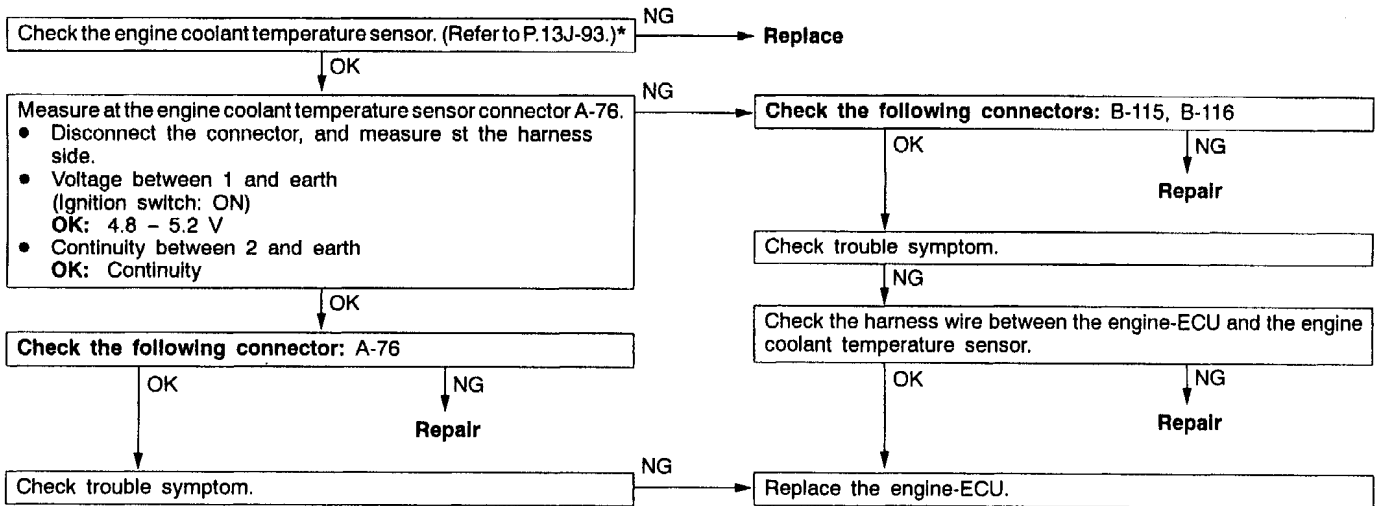 Check the engine coolant temperature sensor. (Refer to P.13J-93.)*
NG
Replace
OK
Measure at the engine coolant temperature sensor connector A-76.
● Disconnect the connector, and measure st the harness
side.
● Voltage between 1 and earth
(Ignition switch: ON)
OK: 4.8 – 5.2 V
● Continuity between 2 and earth
OK: Continuity
NG
OK
Check the following connector: A-76
OK
NG
Repair
Check trouble symptom.
NG
Check the following connectors: B-115, B-116
OK
NG
Repair
Check trouble symptom.
NG
Check the harness wire between the engine-ECU and the engine
coolant temperature sensor.
OK
NG
Repair
Replace the engine-ECU.